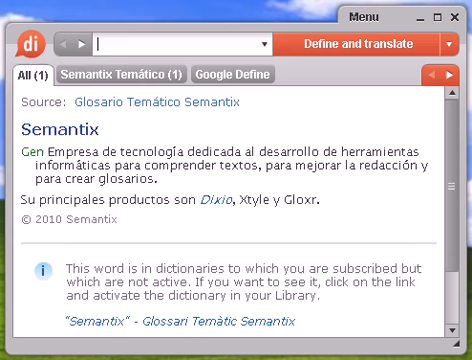 Menu
di
Define and translate
All (1) Semantix Temático (1) Google Define
Source: Glosario Temático Semantix
Semantix
Gen Empresa de tecnología dedicada al desarrollo de herramientas
informáticas para comprender textos, para mejorar la redacción y
para crear glosarios.
Su principales productos son Dixio, Xtyle y Gloxr.
© 2010 Semantix
i
This word is in dictionaries to which you are subscribed but
which are not active. If you want to see it, click on the link
and activate the dictionary in your Library.
"Semantix" - Glossari Temàtic Semantix